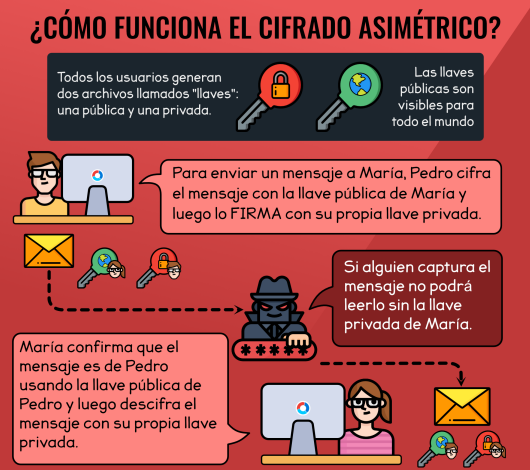 ¿CÓMO FUNCIONA EL CIFRADO ASIMÉTRICO?
Todos los usuarios generan
dos archivos llamados "llaves":
una pública y una privada.
Las llaves
públicas son
visibles para
todo el mundo
Para enviar un mensaje a María, Pedro cifra
el mensaje con la llave pública de María y
luego lo FIRMA con su propia llave privada.
Si alguien captura el
mensaje no podrá
leerlo sin la llave
privada de María.
*****
María confirma que el
mensaje es de Pedro
usando la llave pública de
Pedro y luego descifra el
mensaje con su propia llave
privada.